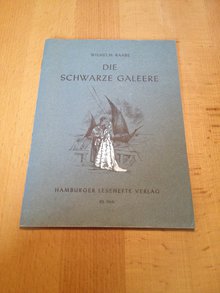 WILHELM RAABE
DIE
SCHWARZE GALEERE
HAMBURGER LESEHEFTE VERLAG